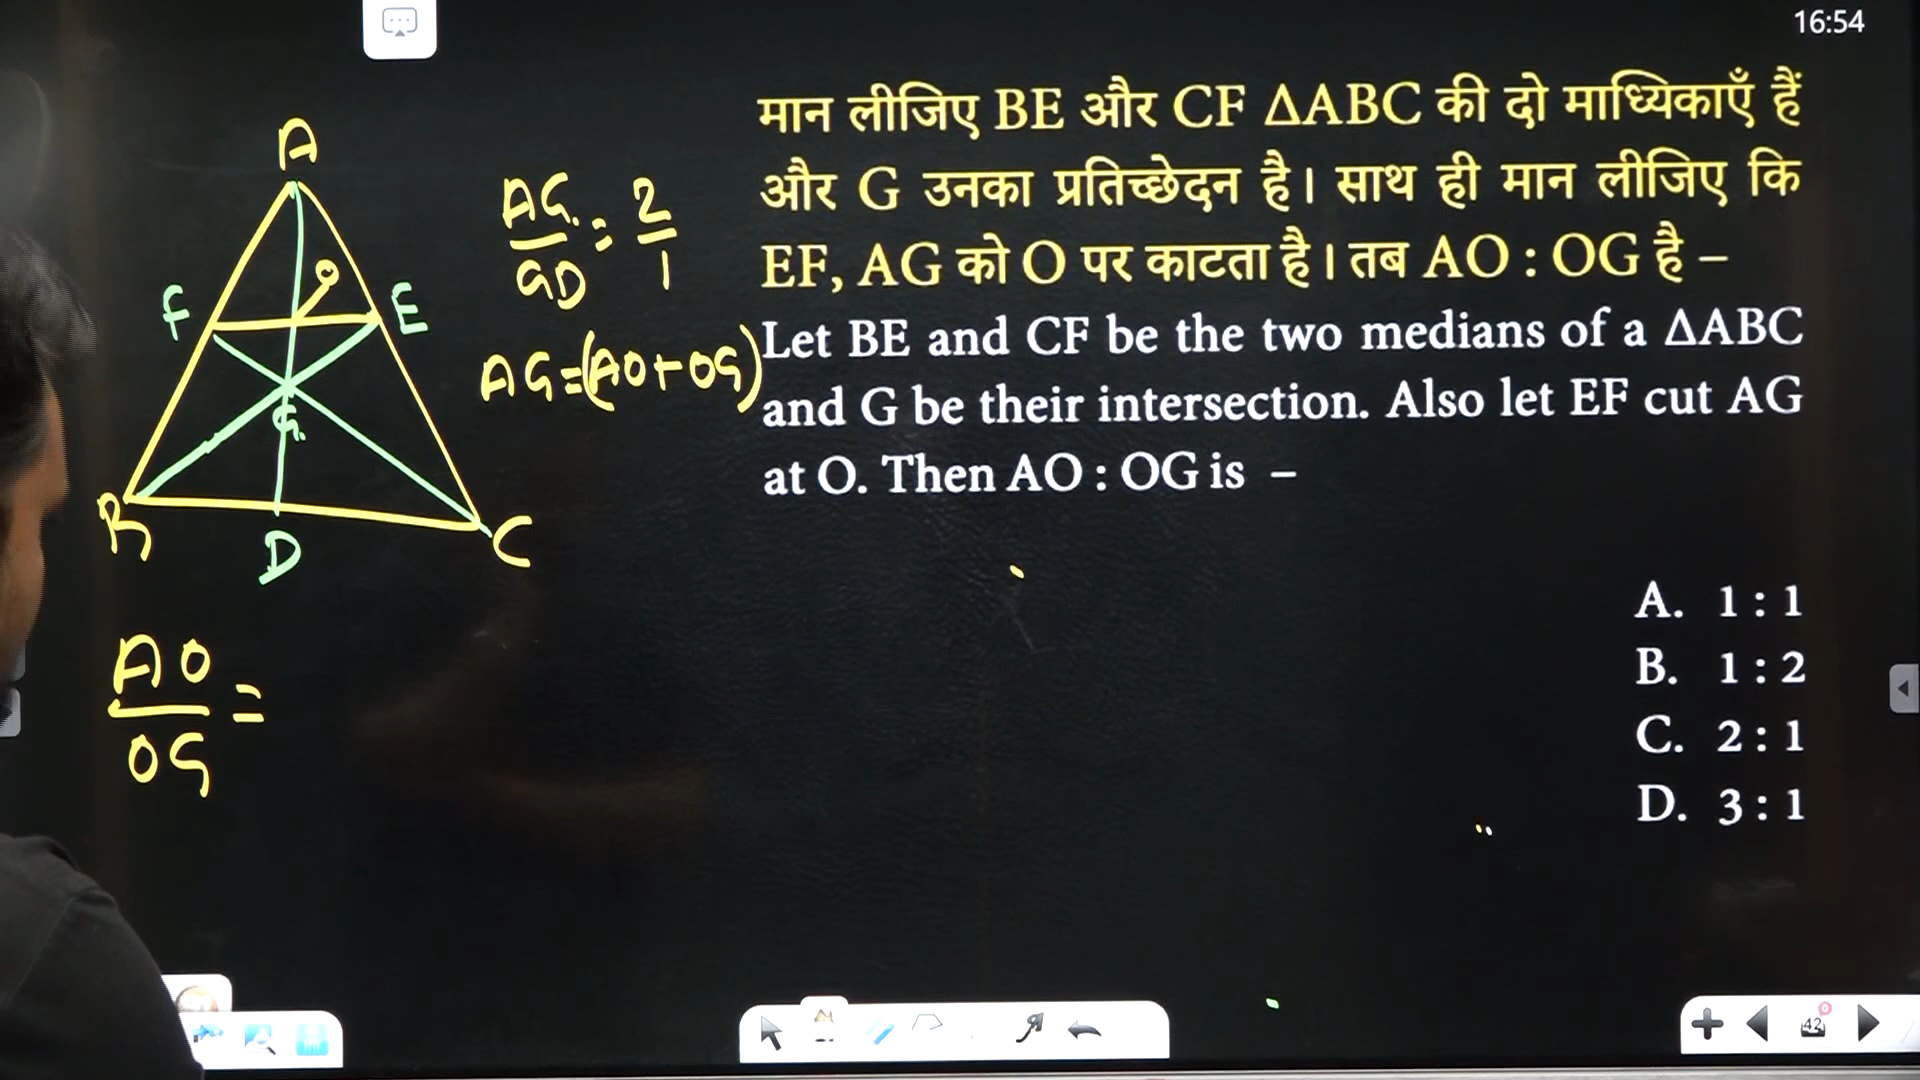 16:54
मान लीजिए BE और CF ΔABC की दो माध्यिकाएँ हैं
और G उनका प्रतिच्छेदन है। साथ ही मान लीजिए कि
EF, AG को O पर काटता है। तब AO : OG है –
Let BE and CF be the two medians of a ΔABC
and G be their intersection. Also let EF cut AG
at O. Then AO : OG is –
A. 1 : 1
B. 1 : 2
C. 2 : 1
D. 3 : 1
A
O
F
E
G.
B
D
C
AG. = 2
GD 1
AG=(AO+OG)
AO =
OG
42